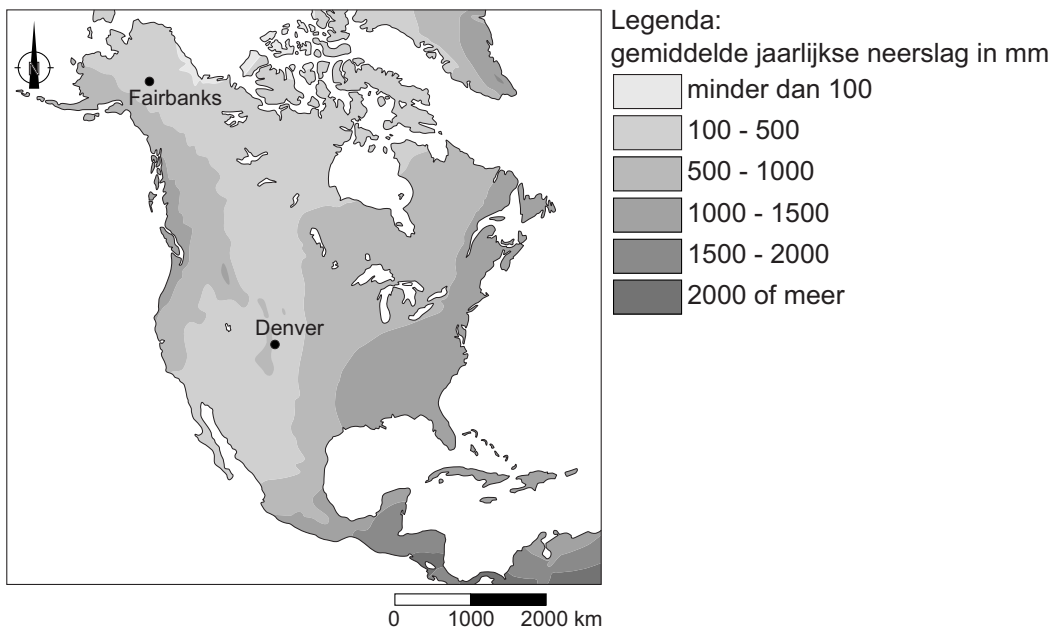 Legenda:
gemiddelde jaarlijkse neerslag in mm
minder dan 100
100 - 500
500 - 1000
1000 - 1500
1500 - 2000
2000 of meer
N
Fairbanks
Denver
0 1000 2000 km